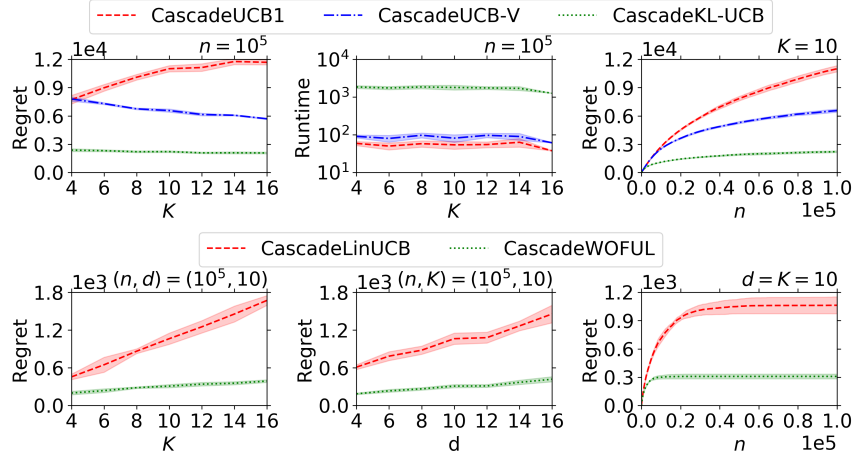 CascadeUCB1 CascadeUCB-V CascadeKL-UCB
1e4 n = 10^5 n = 10^5 1e4 K = 10
Regret 1.2 0.9 0.6 0.3 0.0
4 6 8 10 12 14 16
K
Runtime 10^4 10^3 10^2 10^1
4 6 8 10 12 14 16
K
Regret 1.2 0.9 0.6 0.3 0.0
0.0 0.2 0.4 0.6 0.8 1.0
n 1e5
CascadeLinUCB CascadeWOFUL
1e3 (n, d) = (10^5, 10) 1e3 (n, K) = (10^5, 10) 1e3 d = K = 10
Regret 1.8 1.2 0.6 0.0
4 6 8 10 12 14 16
K
Regret 1.8 1.2 0.6 0.0
4 6 8 10 12 14 16
d
Regret 1.2 0.9 0.6 0.3 0.0
0.0 0.2 0.4 0.6 0.8 1.0
n 1e5